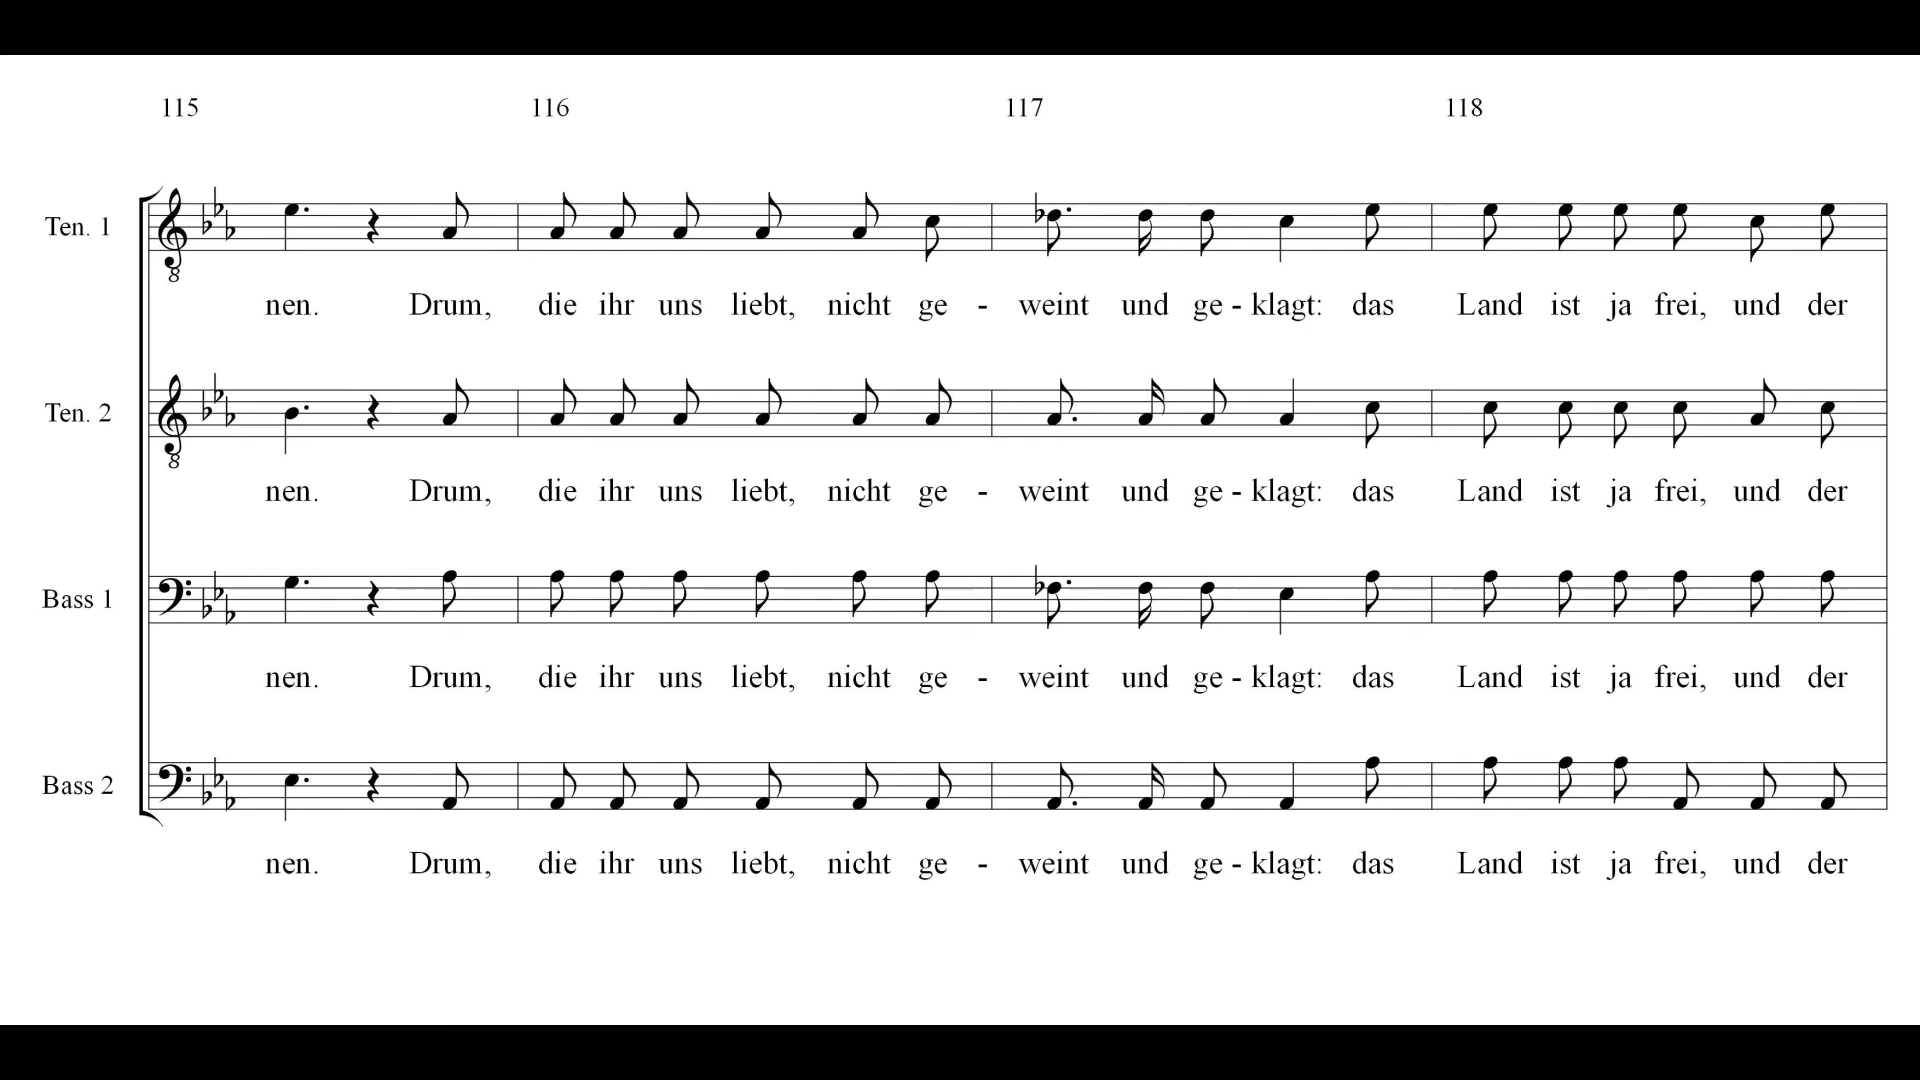 115 116 117 118
Ten. 1
8
nen. Drum, die ihr uns liebt, nicht ge - weint und ge - klagt: das Land ist ja frei, und der
Ten. 2
8
nen. Drum, die ihr uns liebt, nicht ge - weint und ge - klagt: das Land ist ja frei, und der
Bass 1
nen. Drum, die ihr uns liebt, nicht ge - weint und ge - klagt: das Land ist ja frei, und der
Bass 2
nen. Drum, die ihr uns liebt, nicht ge - weint und ge - klagt: das Land ist ja frei, und der